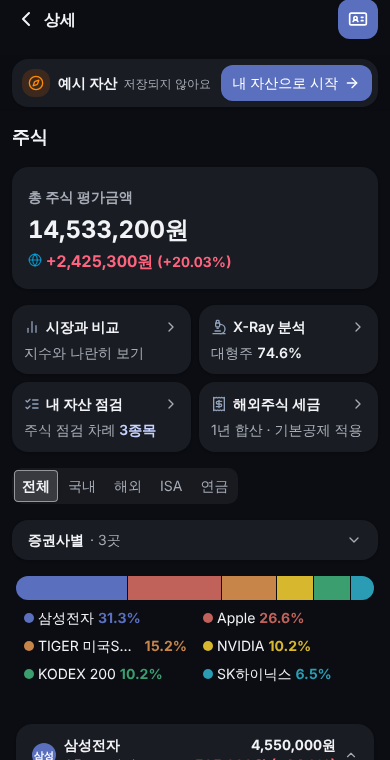 상세
예시 자산 저장되지 않아요 내 자산으로 시작
주식
총 주식 평가금액
14,533,200원
+2,425,300원 (+20.03%)
시장과 비교
지수와 나란히 보기
X-Ray 분석
대형주 74.6%
내 자산 점검
주식 점검 차례 3종목
해외주식 세금
1년 합산 · 기본공제 적용
전체 국내 해외 ISA 연금
증권사별 · 3곳
삼성전자 31.3% Apple 26.6%
TIGER 미국S... 15.2% NVIDIA 10.2%
KODEX 200 10.2% SK하이닉스 6.5%
삼성 삼성전자 4,550,000원